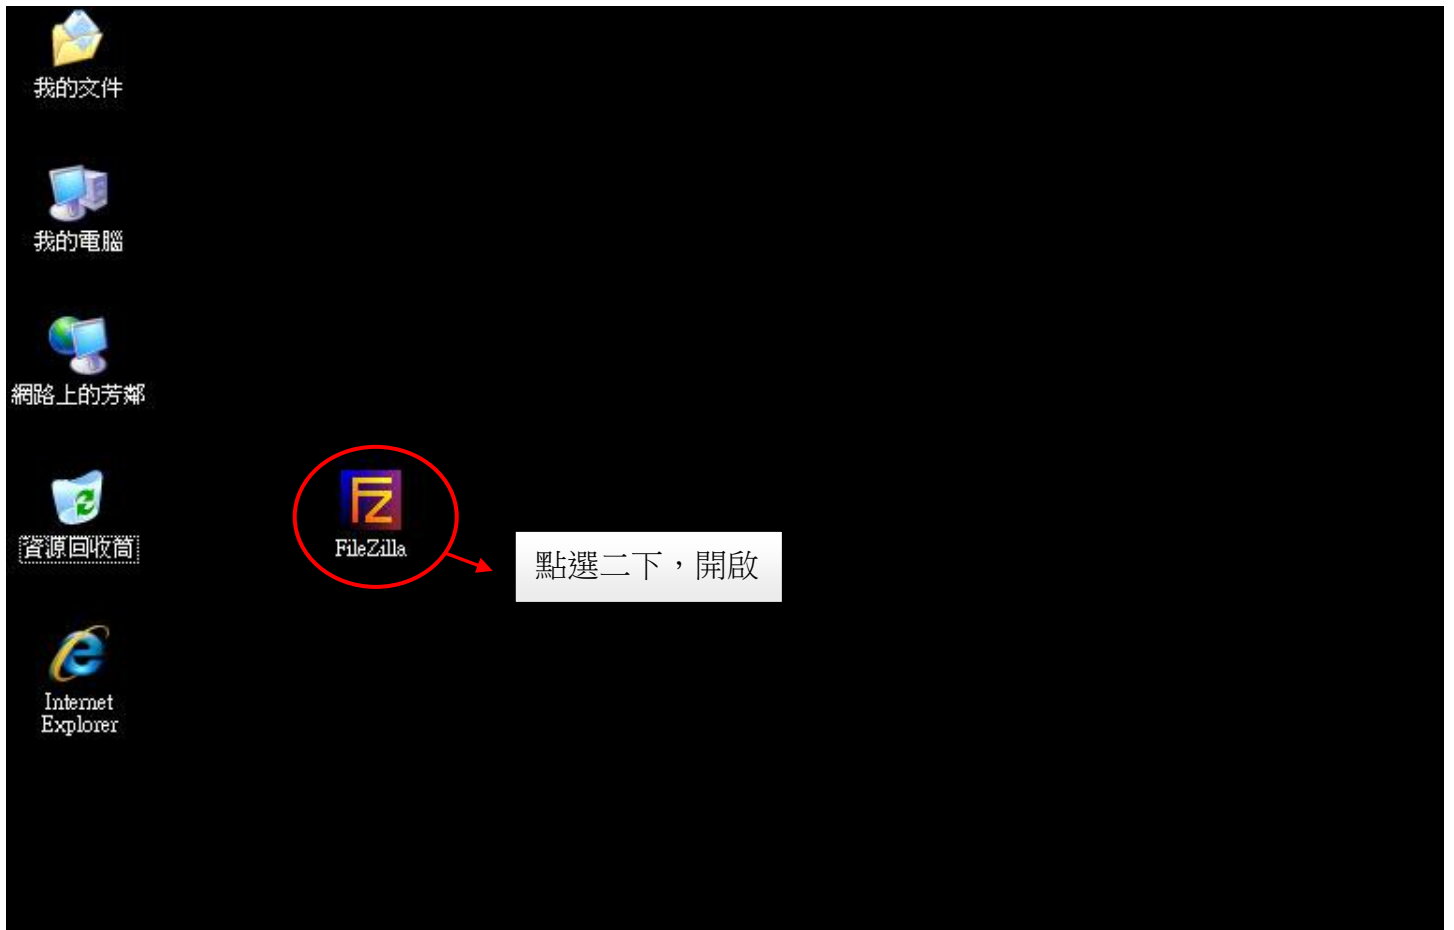 我的文件
我的電腦
網路上的芳鄰
資源回收筒
FZ
FileZilla
點選二下，開啟
Internet
Explorer